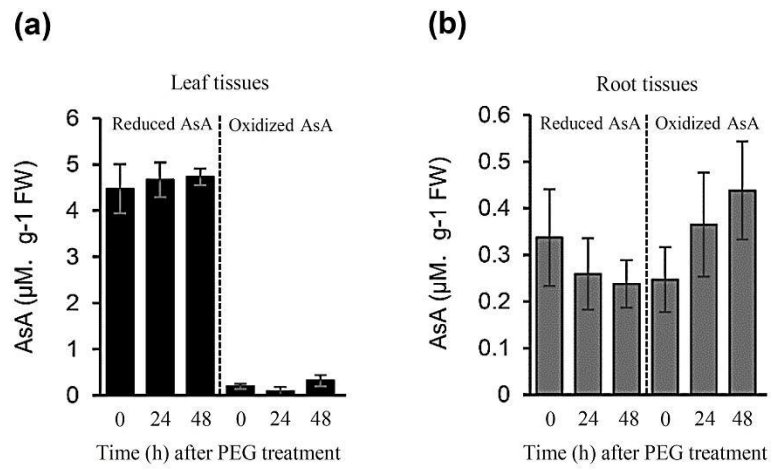 (a)
Leaf tissues
Reduced AsA
Oxidized AsA
AsA (µM. g-1 FW)
6
5
4
3
2
1
0
0 24 48 0 24 48
Time (h) after PEG treatment
(b)
Root tissues
Reduced AsA
Oxidized AsA
AsA (µM. g-1 FW)
0.6
0.5
0.4
0.3
0.2
0.1
0
0 24 48 0 24 48
Time (h) after PEG treatment